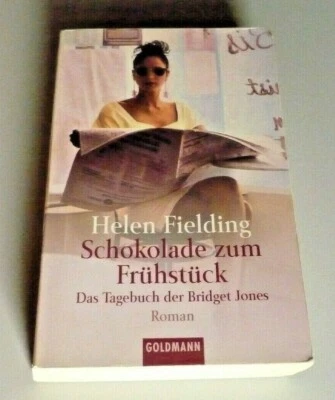 Helen Fielding
Schokolade zum
Frühstück
Das Tagebuch der Bridget Jones
Roman
GOLDMANN